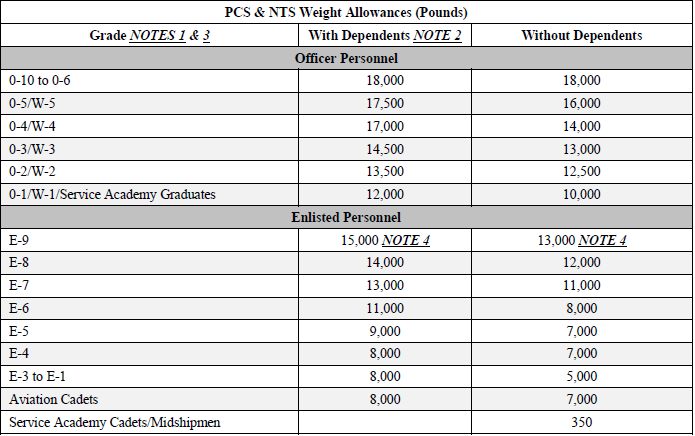 PCS & NTS Weight Allowances (Pounds)
Grade NOTES 1 & 3 With Dependents NOTE 2 Without Dependents
Officer Personnel
0-10 to 0-6 18,000 18,000
0-5/W-5 17,500 16,000
0-4/W-4 17,000 14,000
0-3/W-3 14,500 13,000
0-2/W-2 13,500 12,500
0-1/W-1/Service Academy Graduates 12,000 10,000
Enlisted Personnel
E-9 15,000 NOTE 4 13,000 NOTE 4
E-8 14,000 12,000
E-7 13,000 11,000
E-6 11,000 8,000
E-5 9,000 7,000
E-4 8,000 7,000
E-3 to E-1 8,000 5,000
Aviation Cadets 8,000 7,000
Service Academy Cadets/Midshipmen 350